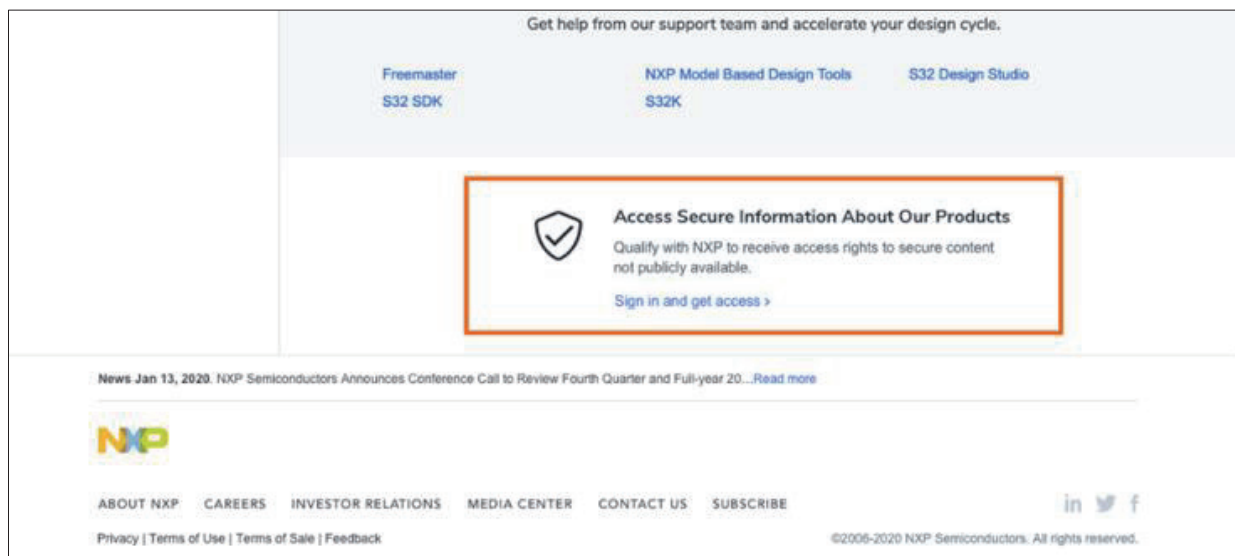 Get help from our support team and accelerate your design cycle.
Freemaster NXP Model Based Design Tools S32 Design Studio
S32 SDK S32K
Access Secure Information About Our Products
Qualify with NXP to receive access rights to secure content
not publicly available.
Sign in and get access >
News Jan 13, 2020. NXP Semiconductors Announces Conference Call to Review Fourth Quarter and Full-year 20...Read more
NXP
ABOUT NXP CAREERS INVESTOR RELATIONS MEDIA CENTER CONTACT US SUBSCRIBE in f
Privacy | Terms of Use | Terms of Sale | Feedback ©2006-2020 NXP Semiconductors. All rights reserved.